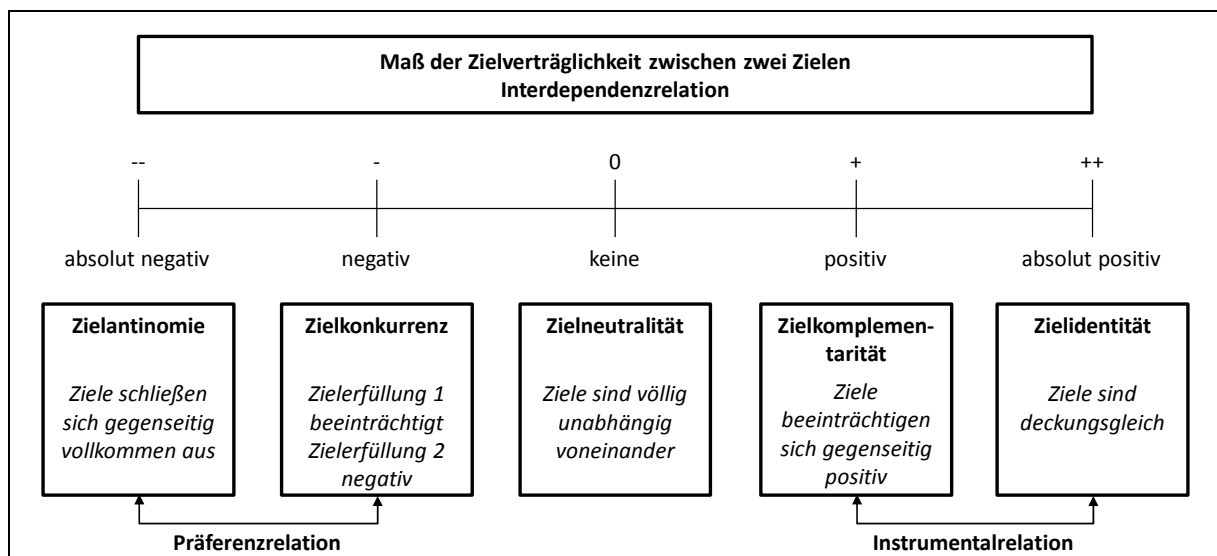 Maß der Zielverträglichkeit zwischen zwei Zielen
Interdependenzrelation
-- - 0 + ++
absolut negativ negativ keine positiv absolut positiv
Zielantinomie
Ziele schließen
sich gegenseitig
vollkommen aus
Zielkonkurrenz
Zielerfüllung 1
beeinträchtigt
Zielerfüllung 2
negativ
Zielneutralität
Ziele sind völlig
unabhängig
voneinander
Zielkomplemen-
tarität
Ziele
beeinträchtigen
sich gegenseitig
positiv
Zielidentität
Ziele sind
deckungsgleich
Präferenzrelation
Instrumentalrelation